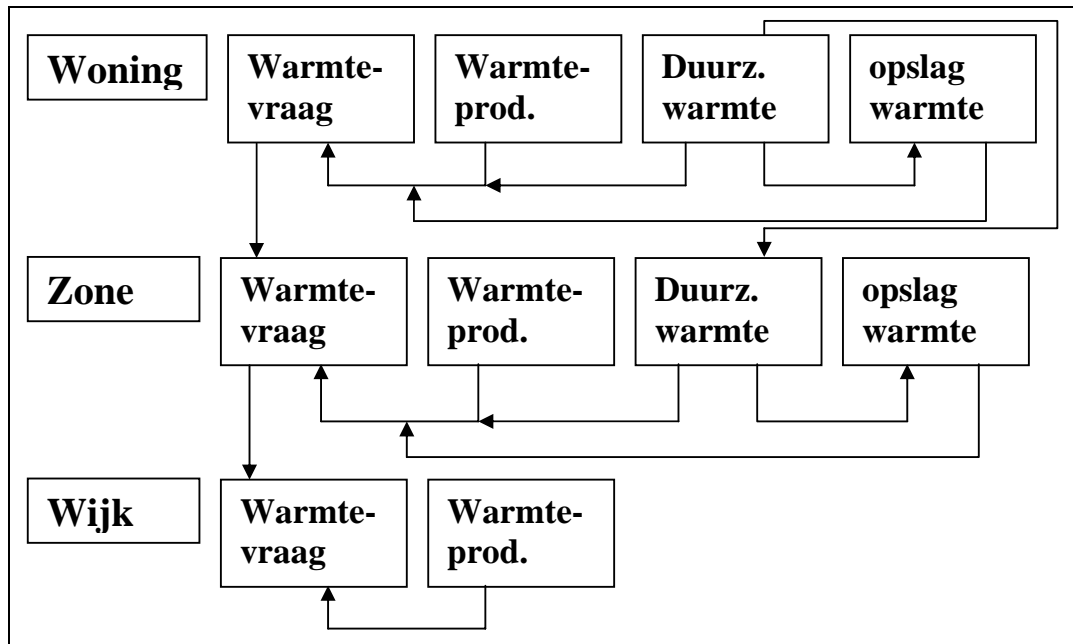 Woning
Warmte-
vraag
Warmte-
prod.
Duurz.
warmte
opslag
warmte
Zone
Warmte-
vraag
Warmte-
prod.
Duurz.
warmte
opslag
warmte
Wijk
Warmte-
vraag
Warmte-
prod.